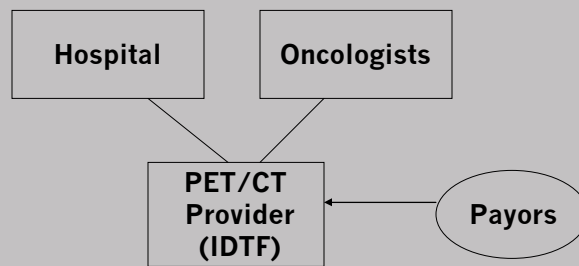 Hospital
Oncologists
PET/CT
Provider
(IDTF)
Payors